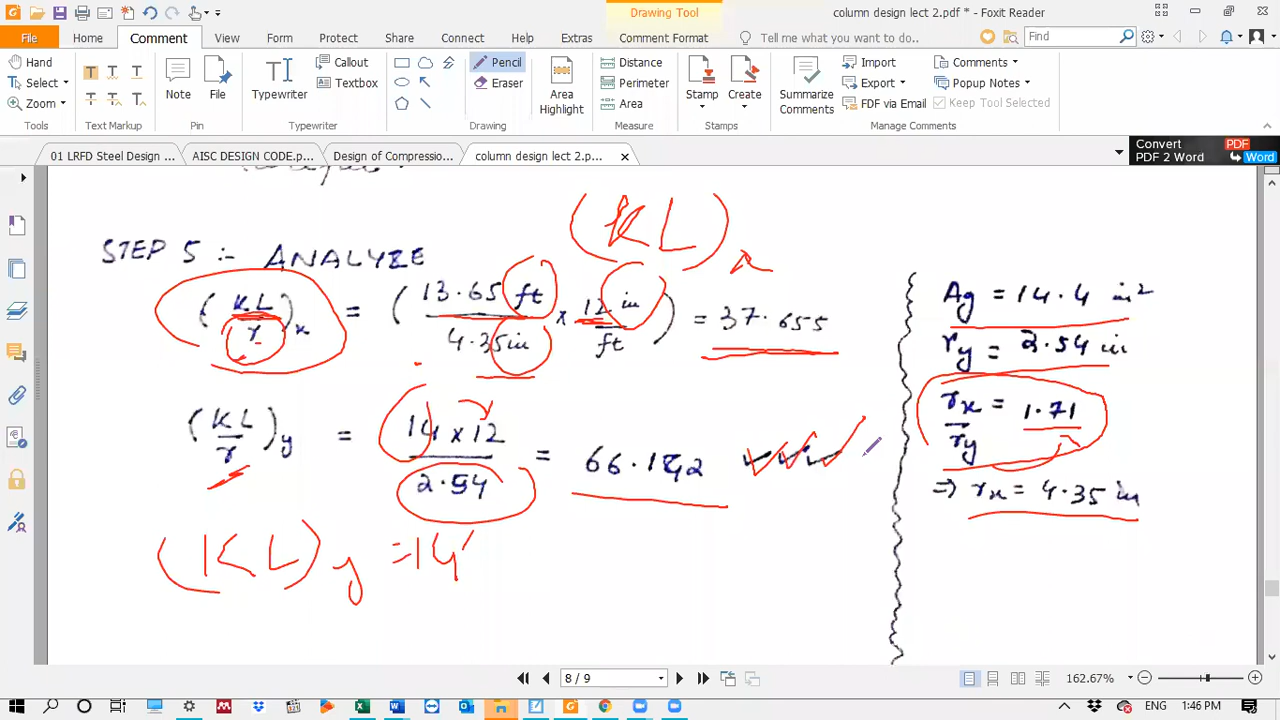 column design lect 2.pdf * - Foxit Reader
Drawing Tool
File Home Comment View Form Protect Share Connect Help Extras Comment Format Tell me what you want to do.. Find
Hand Select Zoom Tools
Text Markup
Note File Pin
Typewriter Callout Textbox Typewriter
Pencil Eraser Drawing
Area Highlight Distance Perimeter Area Measure
Stamp Create Stamps
Summarize Comments Import Export FDF via Email Comments Popup Notes Keep Tool Selected Manage Comments
01 LRFD Steel Design ... AISC DESIGN CODE.p... Design of Compressio... column design lect 2.p...
Convert PDF 2 Word PDF Word
(KL)x
STEP 5 :- ANALYZE
(KL/r)x = (13.65 ft / 4.35in x 12 in / ft) = 37.655
(KL/r)y = 14 x 12 / 2.54 = 66.142
(KL)y = 14'
Ag = 14.4 in²
ry = 2.54 in
rx/ry = 1.71
⇒ rx = 4.35 in
8 / 9
162.67%
1:46 PM